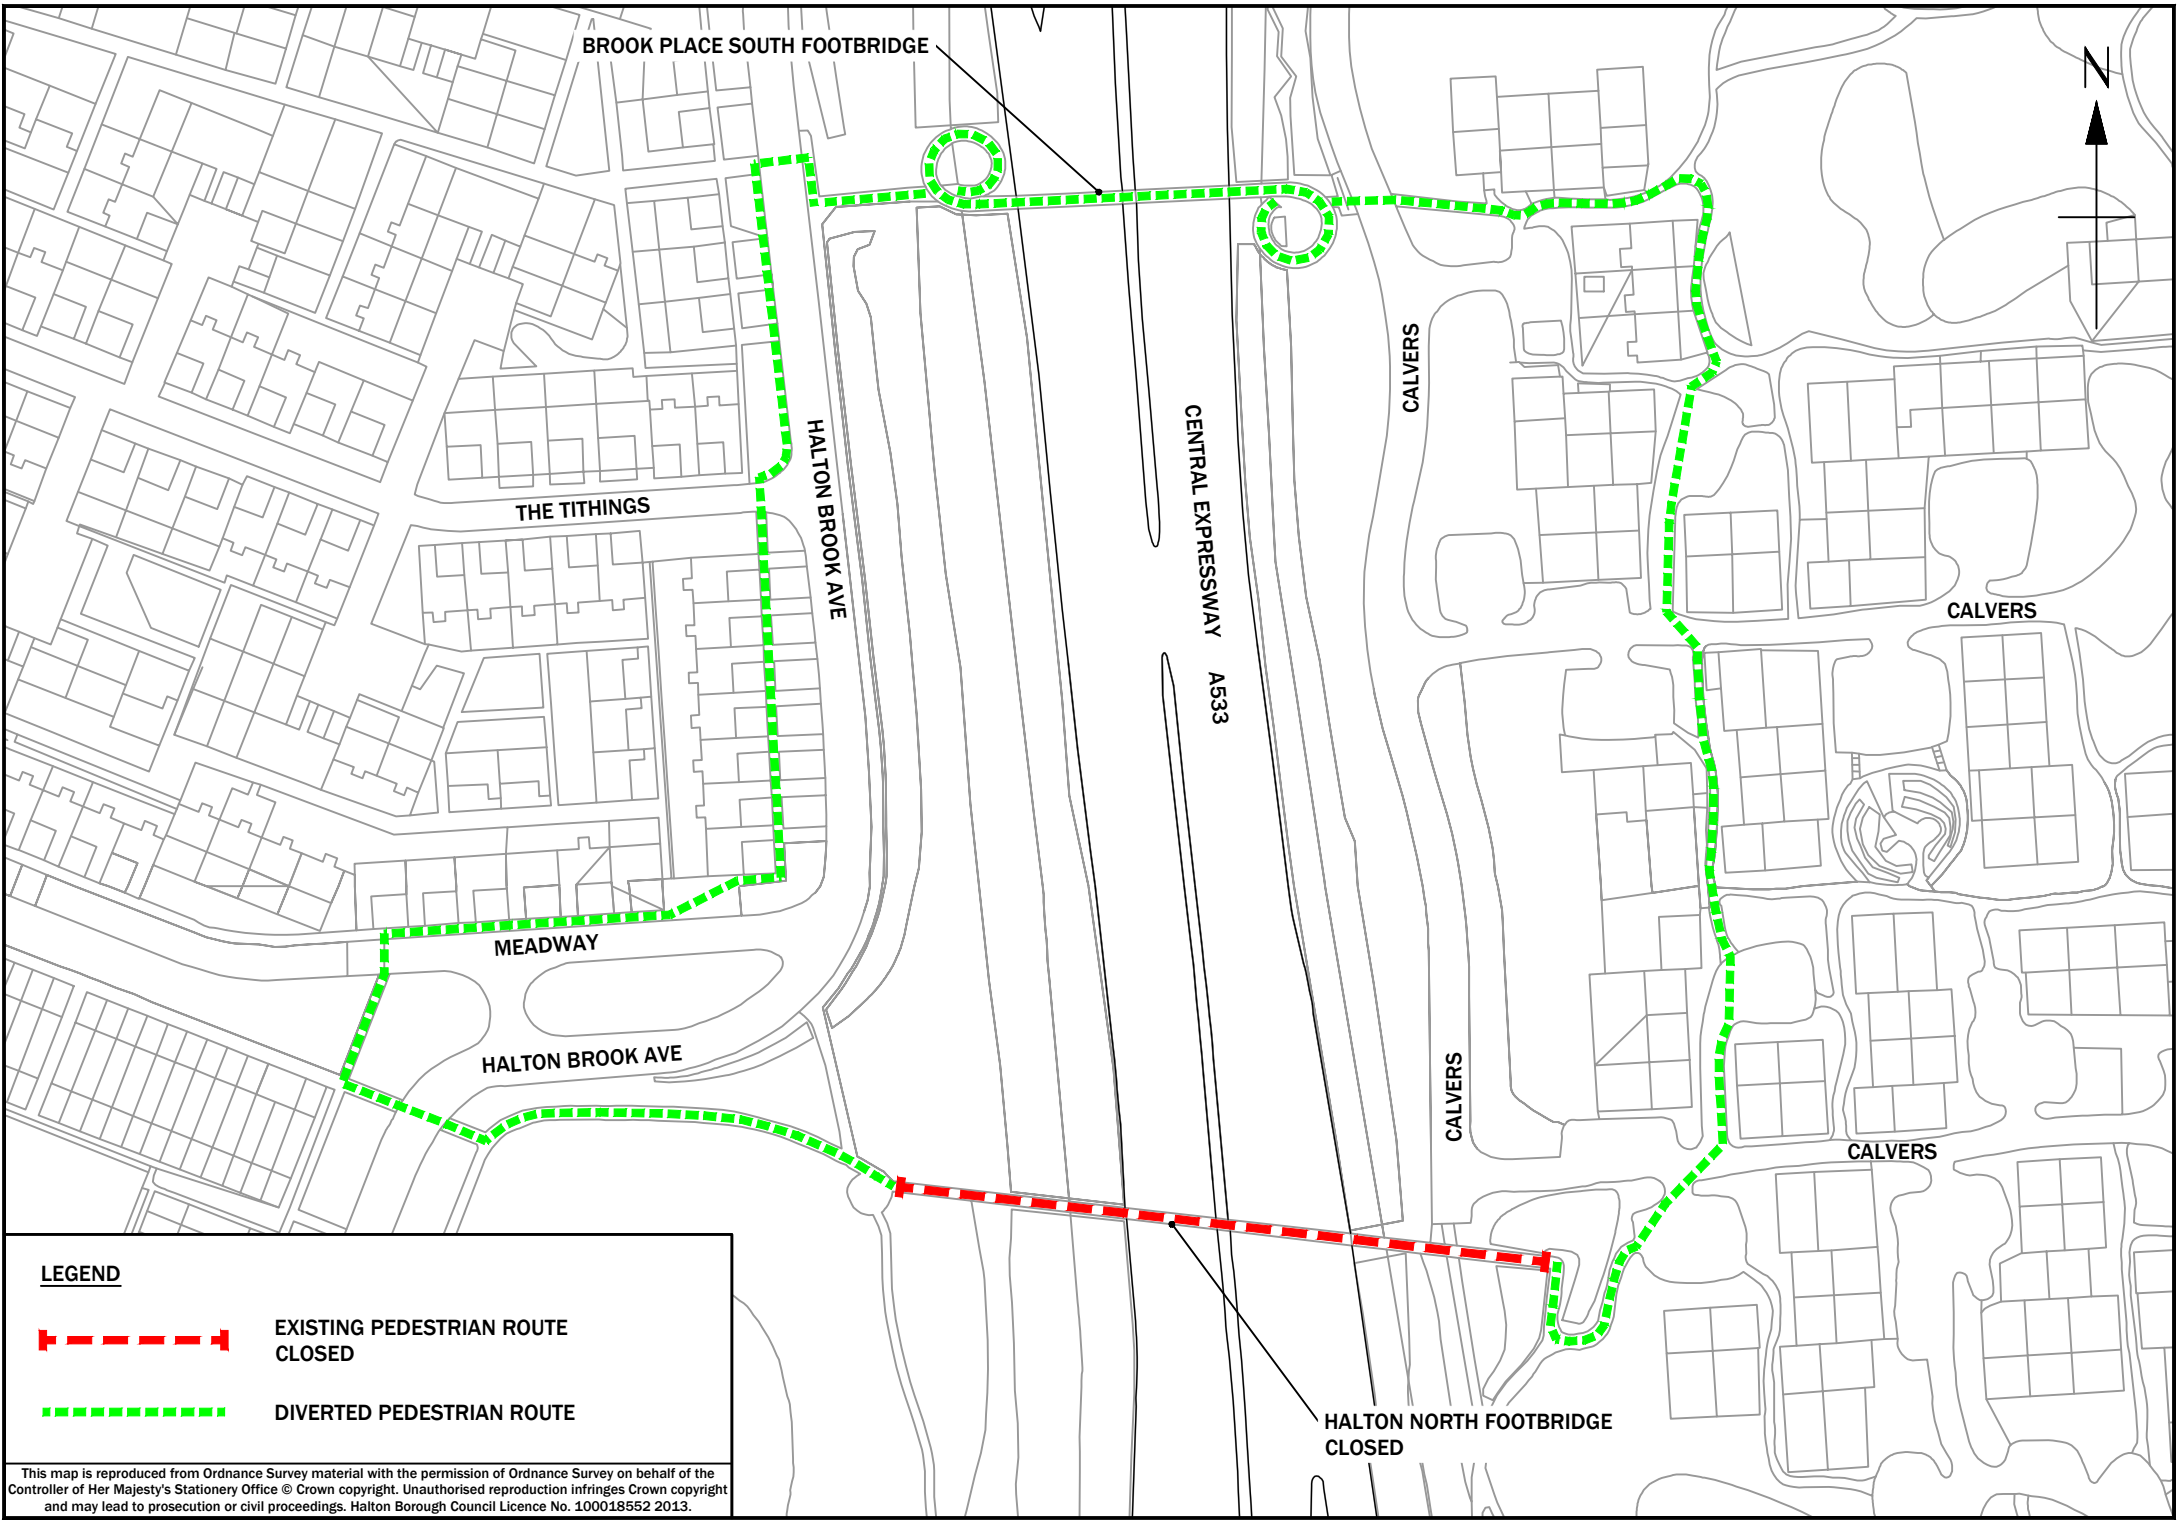 BROOK PLACE SOUTH FOOTBRIDGE
N
CALVERS
HALTON BROOK AVE
CENTRAL EXPRESSWAY A533
THE TITHINGS
CALVERS
MEADWAY
HALTON BROOK AVE
CALVERS
CALVERS
LEGEND
EXISTING PEDESTRIAN ROUTE
CLOSED
DIVERTED PEDESTRIAN ROUTE
HALTON NORTH FOOTBRIDGE
CLOSED
This map is reproduced from Ordnance Survey material with the permission of Ordnance Survey on behalf of the
Controller of Her Majesty's Stationery Office © Crown copyright. Unauthorised reproduction infringes Crown copyright
and may lead to prosecution or civil proceedings. Halton Borough Council Licence No. 100018552 2013.